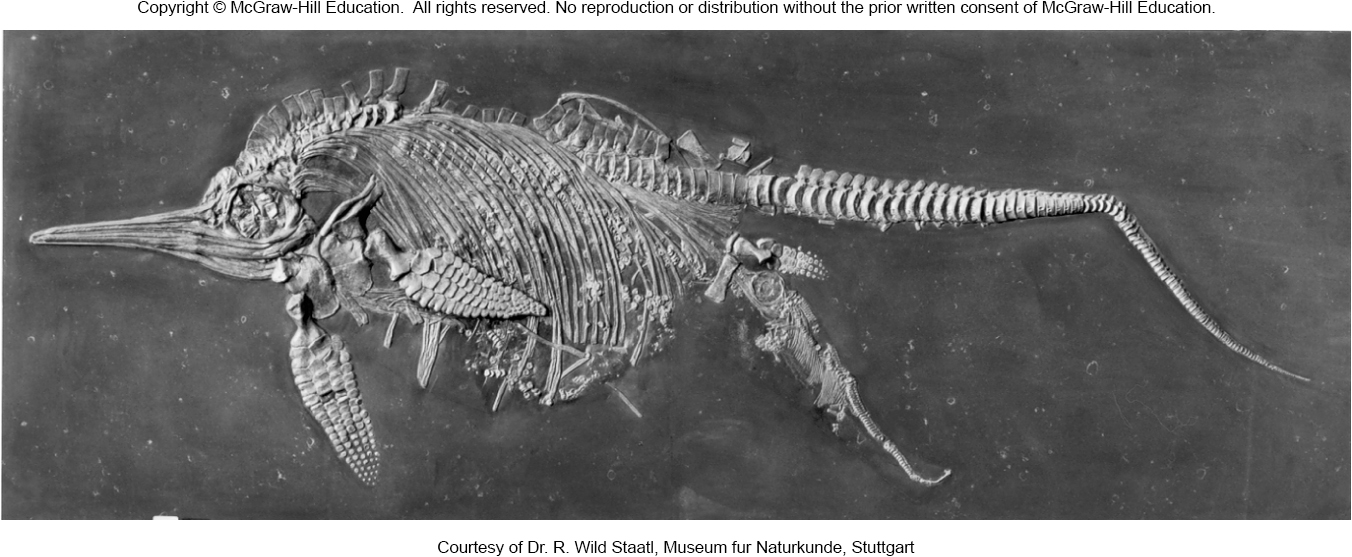 Copyright © McGraw-Hill Education.  All rights reserved. No reproduction or distribution without the prior written consent of McGraw-Hill Education.
Courtesy of Dr. R. Wild Staatl, Museum fur Naturkunde, Stuttgart